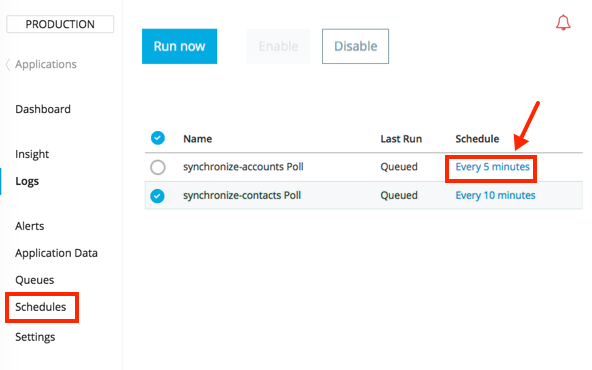 PRODUCTION
Applications
Dashboard
Insight
Logs
Alerts
Application Data
Queues
Schedules
Settings
Run now Enable Disable
Name Last Run Schedule
synchronize-accounts Poll Queued Every 5 minutes
synchronize-contacts Poll Queued Every 10 minutes